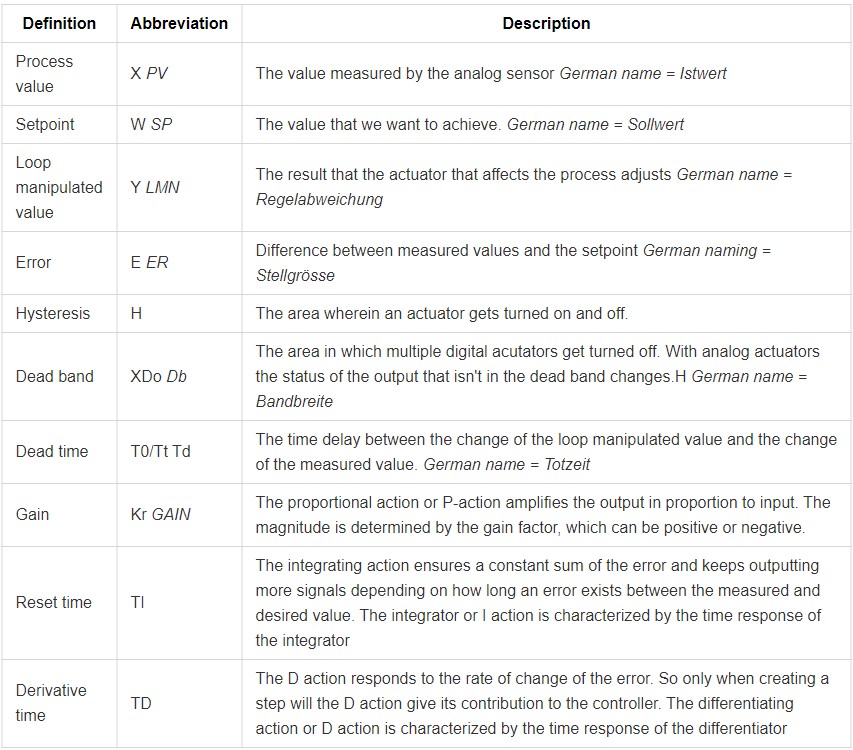 Definition Abbreviation Description
Process
value
X PV
The value measured by the analog sensor German name = Istwert
Setpoint
W SP
The value that we want to achieve. German name = Sollwert
Loop
manipulated
value
Y LMN
The result that the actuator that affects the process adjusts German name =
Regelabweichung
Error
E ER
Difference between measured values and the setpoint German naming =
Stellgrösse
Hysteresis
H
The area wherein an actuator gets turned on and off.
Dead band
XDo Db
The area in which multiple digital acutators get turned off. With analog actuators
the status of the output that isn't in the dead band changes.H German name =
Bandbreite
Dead time
T0/Tt Td
The time delay between the change of the loop manipulated value and the change
of the measured value. German name = Totzeit
Gain
Kr GAIN
The proportional action or P-action amplifies the output in proportion to input. The
magnitude is determined by the gain factor, which can be positive or negative.
Reset time
TI
The integrating action ensures a constant sum of the error and keeps outputting
more signals depending on how long an error exists between the measured and
desired value. The integrator or I action is characterized by the time response of
the integrator
Derivative
time
TD
The D action responds to the rate of change of the error. So only when creating a
step will the D action give its contribution to the controller. The differentiating
action or D action is characterized by the time response of the differentiator